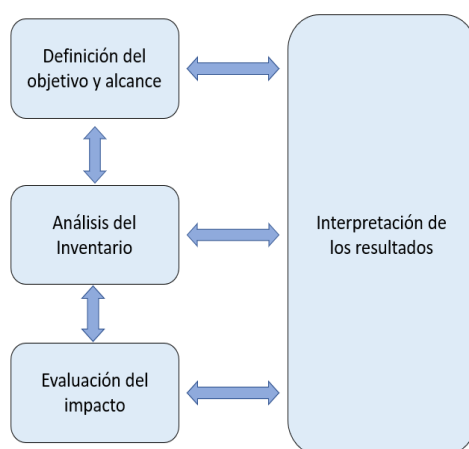 Definición del
objetivo y alcance
Análisis del
Inventario
Interpretación de
los resultados
Evaluación del
impacto